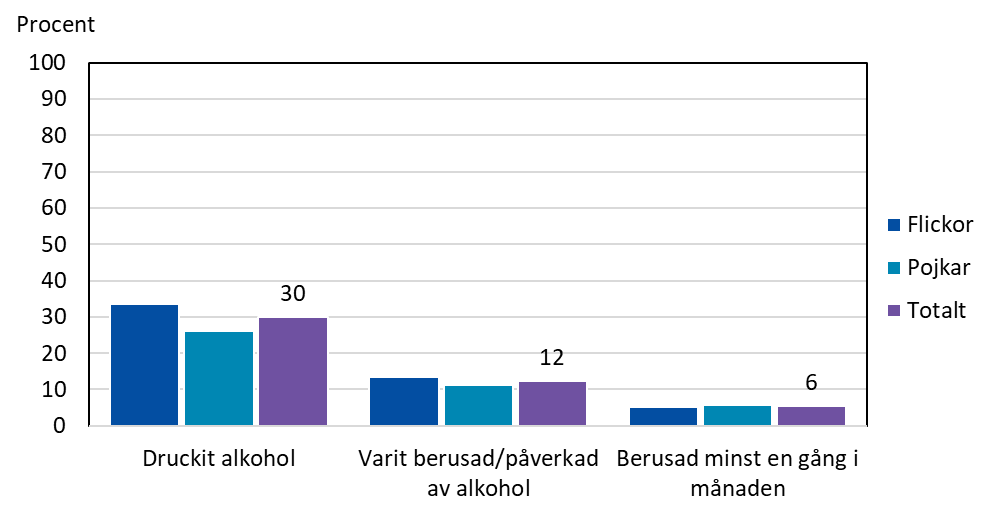 Procent
100
90
80
70
60
50
40
30
20
10
0
30
12
6
Druckit alkohol
Varit berusad/påverkad
av alkohol
Berusad minst en gång i
månaden
Flickor
Pojkar
Totalt